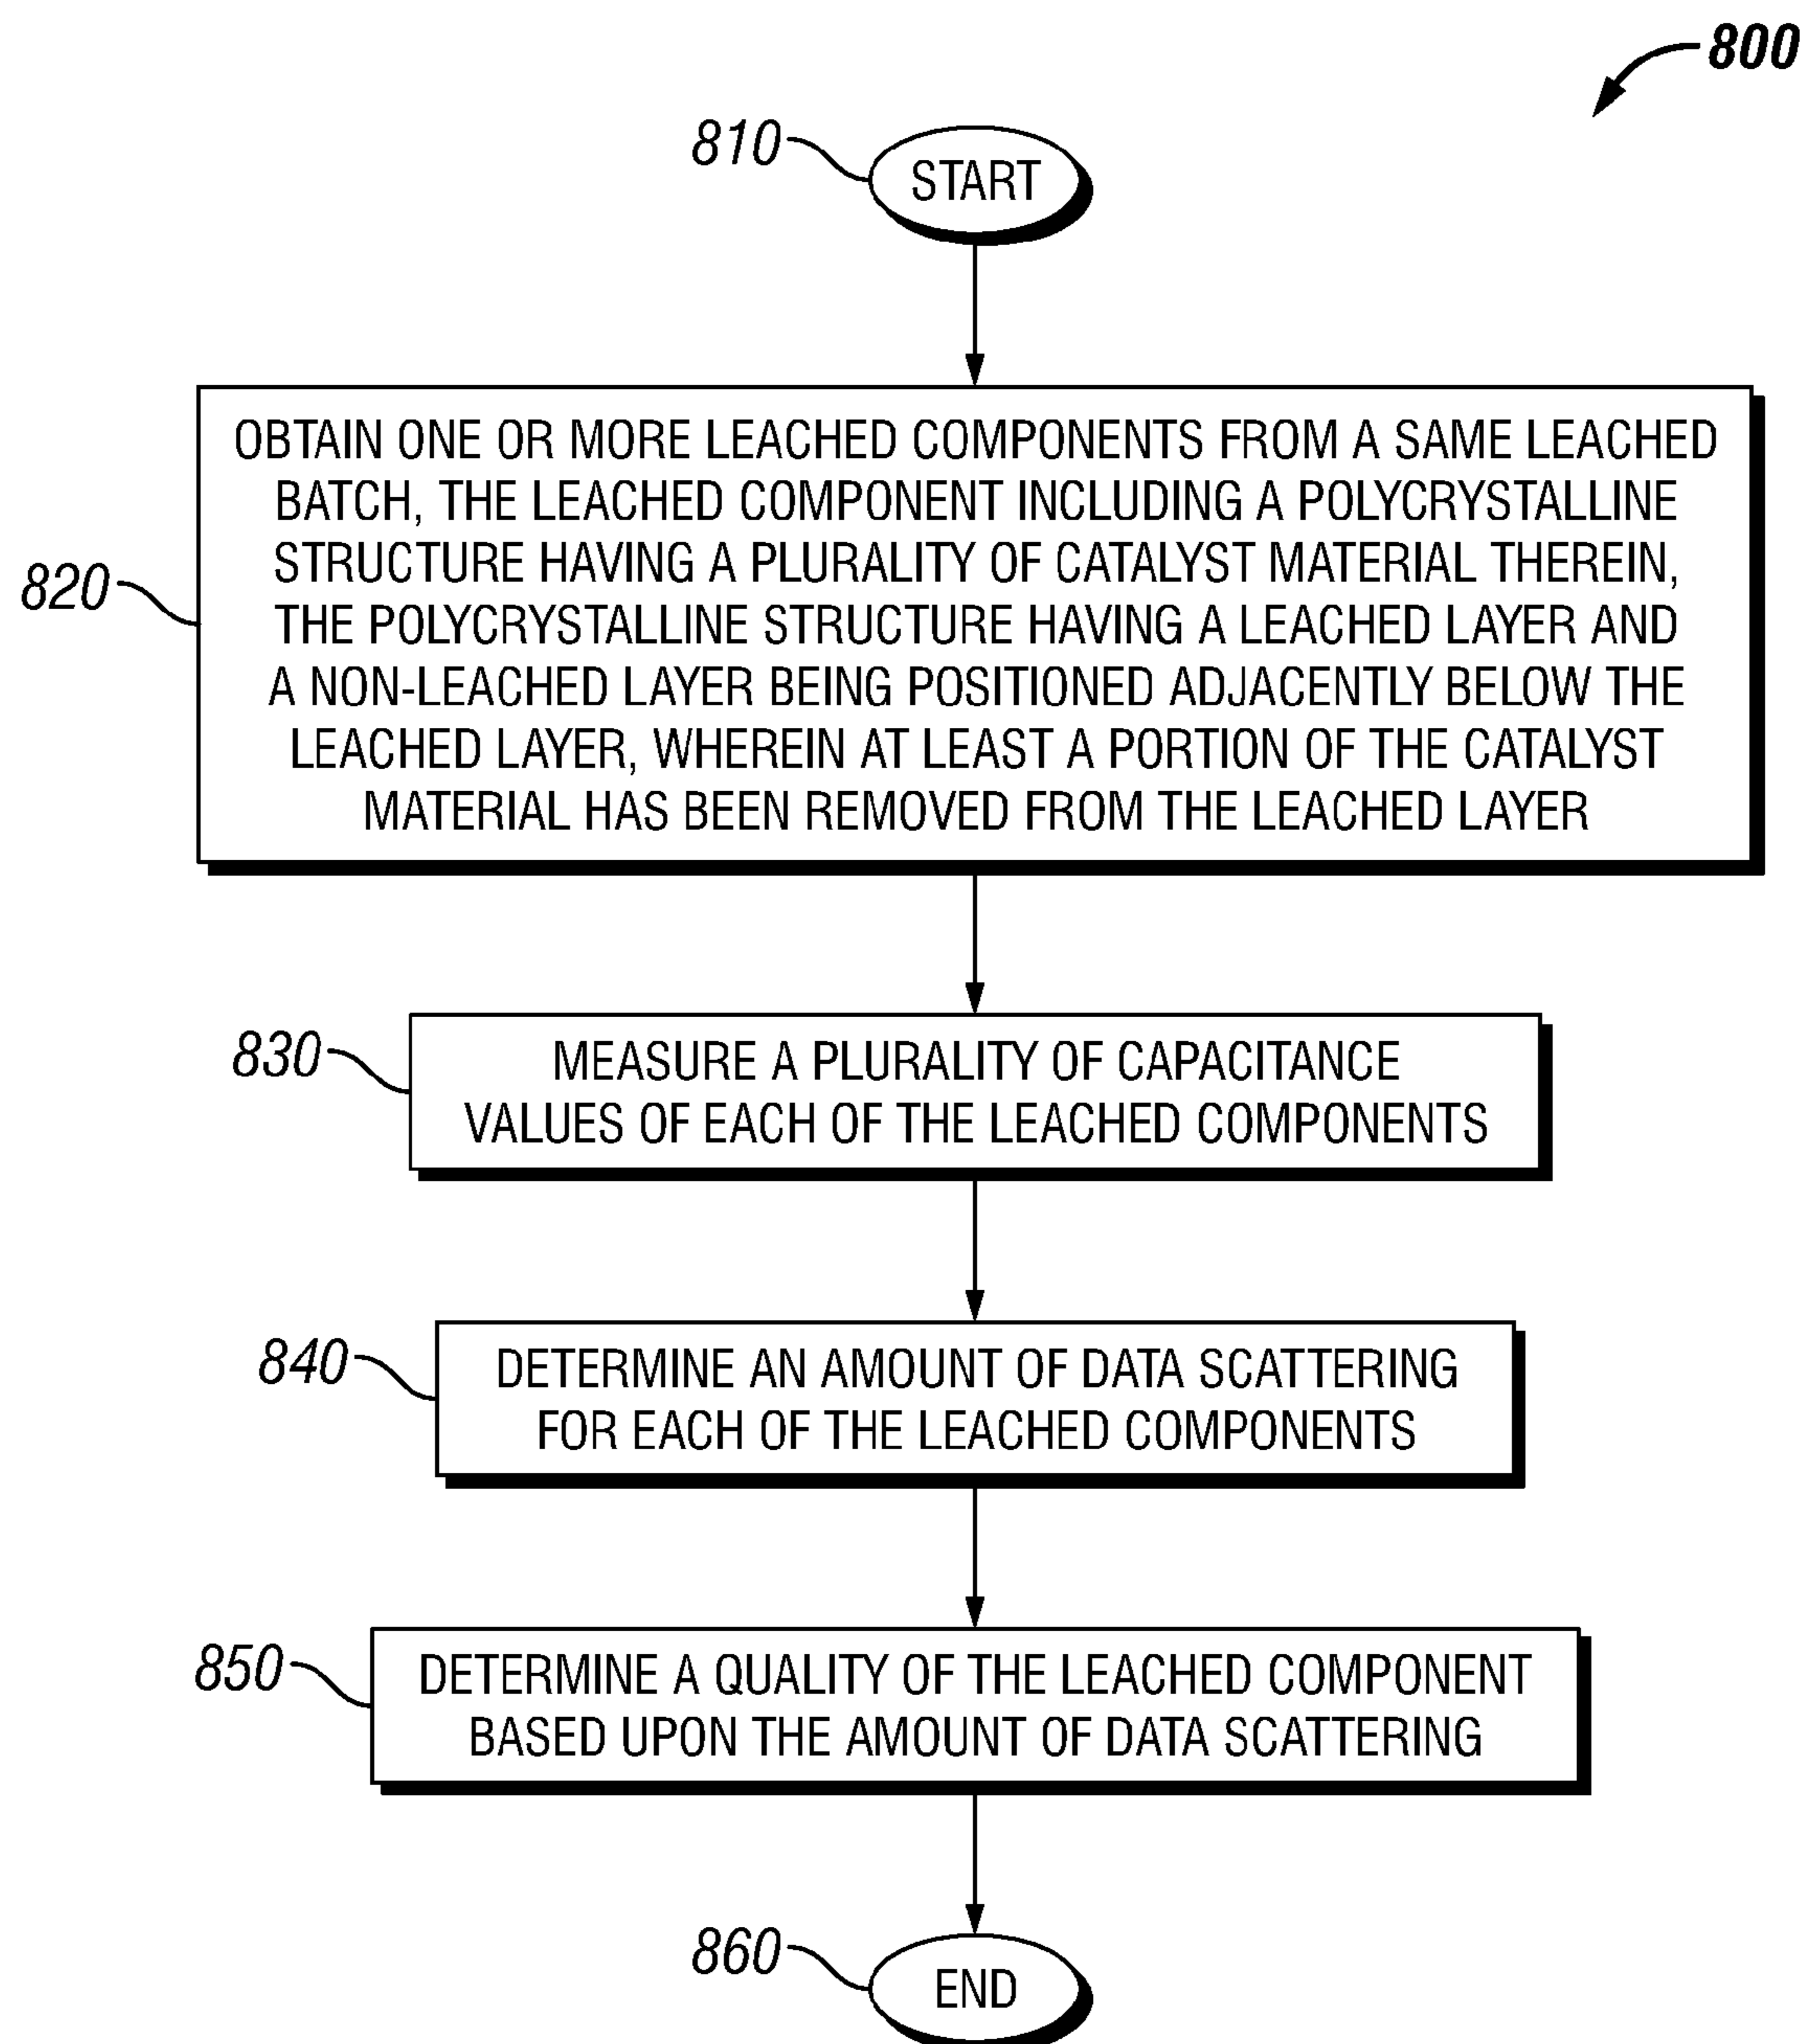 800
810
START
820
OBTAIN ONE OR MORE LEACHED COMPONENTS FROM A SAME LEACHED
BATCH, THE LEACHED COMPONENT INCLUDING A POLYCRYSTALLINE
STRUCTURE HAVING A PLURALITY OF CATALYST MATERIAL THEREIN,
THE POLYCRYSTALLINE STRUCTURE HAVING A LEACHED LAYER AND
A NON-LEACHED LAYER BEING POSITIONED ADJACENTLY BELOW THE
LEACHED LAYER, WHEREIN AT LEAST A PORTION OF THE CATALYST
MATERIAL HAS BEEN REMOVED FROM THE LEACHED LAYER
830
MEASURE A PLURALITY OF CAPACITANCE
VALUES OF EACH OF THE LEACHED COMPONENTS
840
DETERMINE AN AMOUNT OF DATA SCATTERING
FOR EACH OF THE LEACHED COMPONENTS
850
DETERMINE A QUALITY OF THE LEACHED COMPONENT
BASED UPON THE AMOUNT OF DATA SCATTERING
860
END